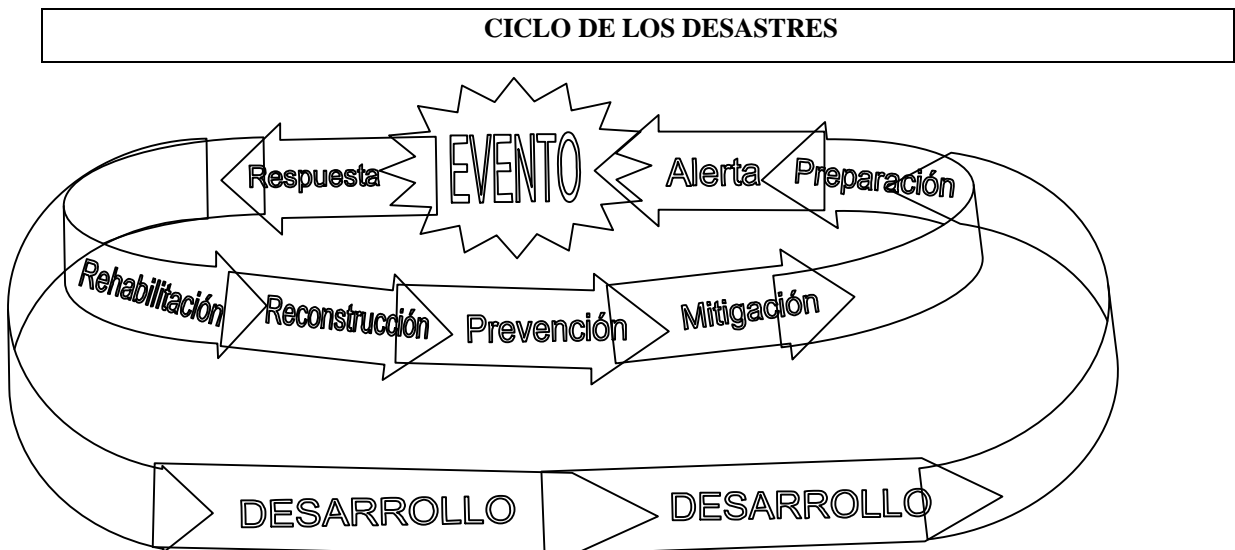 CICLO DE LOS DESASTRES
Respuesta
EVENTO
Alerta
Preparación
Rehabilitación
Reconstrucción
Prevención
Mitigación
DESARROLLO
DESARROLLO